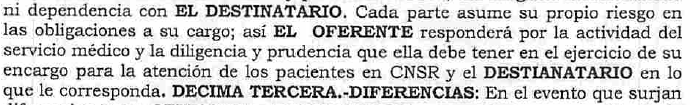 ni dependencia con EL DESTINATARIO. Cada parte asume su propio riesgo en
las obligaciones a su cargo; así EL OFERENTE responderá por la actividad del
servicio médico y la diligencia y prudencia que ella debe tener en el ejercicio de su
encargo para la atención de los pacientes en CNSR y el DESTIANATARIO en lo
que le corresponda. DECIMA TERCERA.-DIFERENCIAS: En el evento que surjan